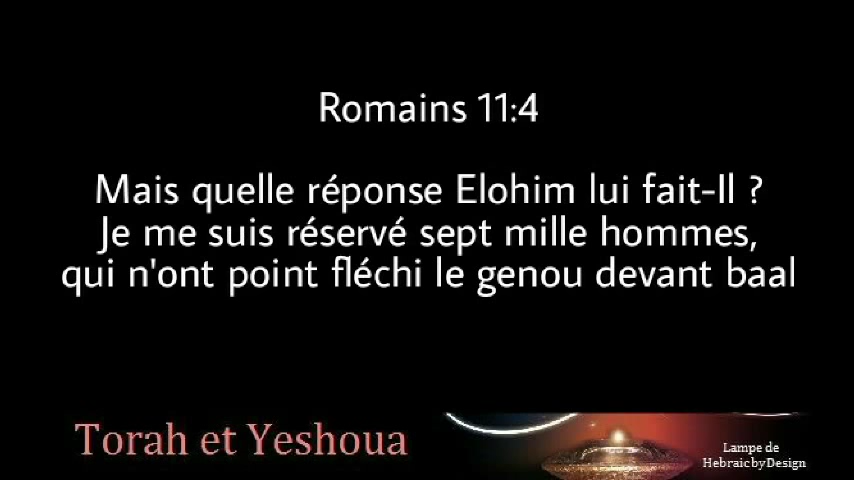 Romains 11:4
Mais quelle réponse Elohim lui fait-Il ?
Je me suis réservé sept mille hommes,
qui n'ont point fléchi le genou devant baal
Torah et Yeshoua
Lampe de
HebraicbyDesign